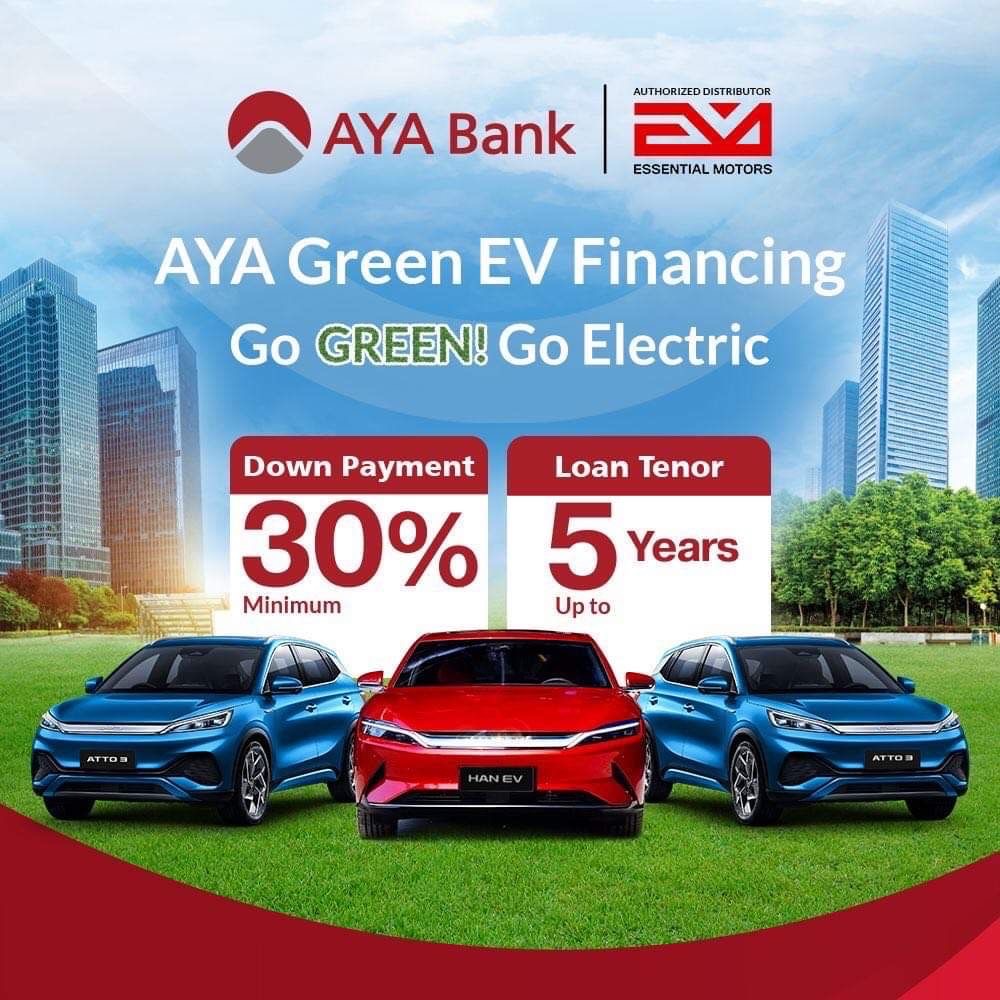 AYA Bank
AUTHORIZED DISTRIBUTOR
ESSENTIAL MOTORS
AYA Green EV Financing
Go GREEN! Go Electric
Down Payment
30%
Minimum
Loan Tenor
5 Years
Up to
ATTO 3
HAN EV
ATTO 3